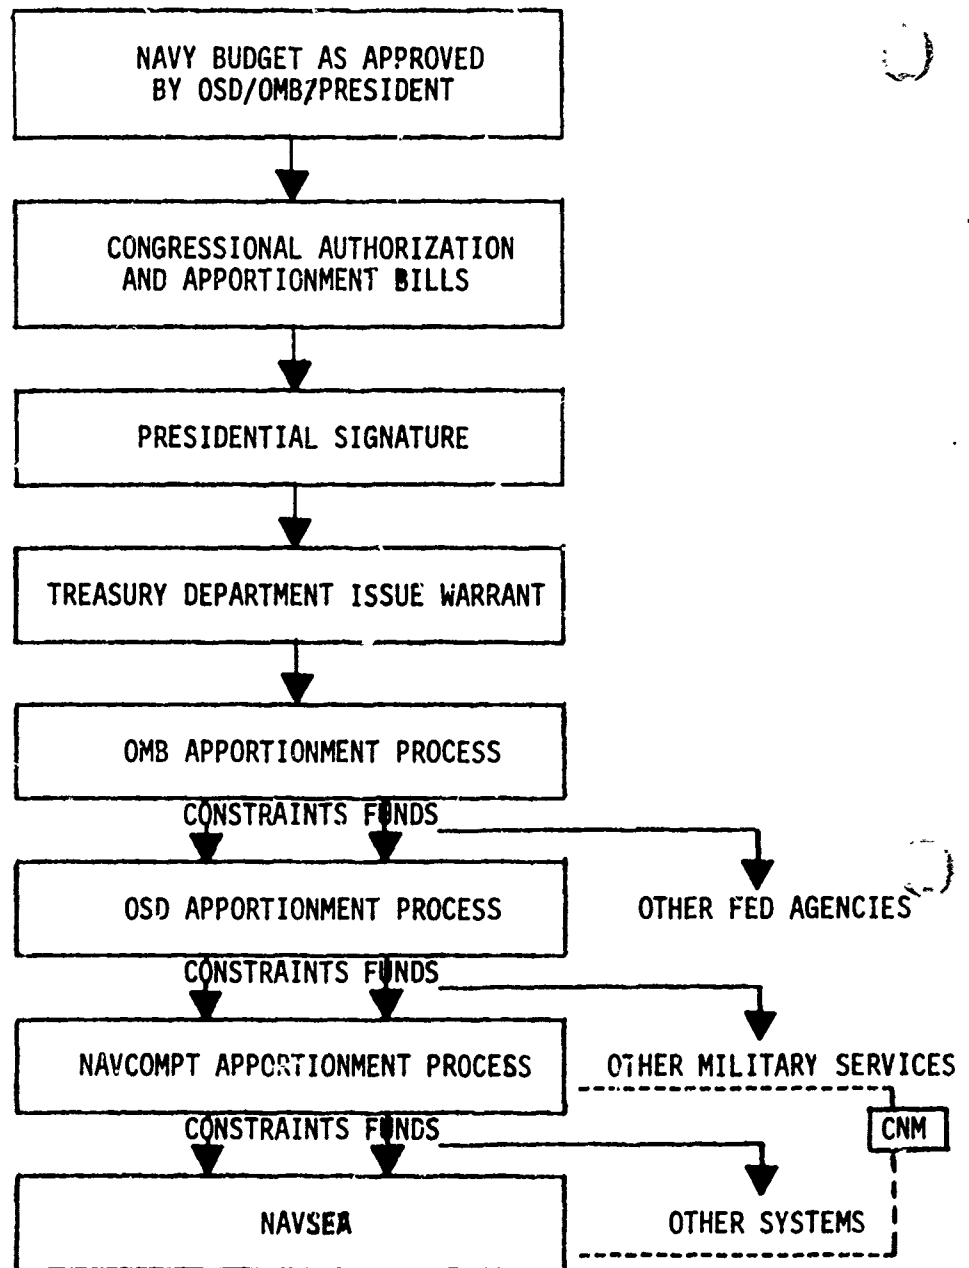 NAVY BUDGET AS APPROVED
BY OSD/OMB/PRESIDENT
CONGRESSIONAL AUTHORIZATION
AND APPORTIONMENT BILLS
PRESIDENTIAL SIGNATURE
TREASURY DEPARTMENT ISSUE WARRANT
OMB APPORTIONMENT PROCESS
CONSTRAINTS FUNDS
OSD APPORTIONMENT PROCESS
OTHER FED AGENCIES
CONSTRAINTS FUNDS
NAVCOMPT APPORTIONMENT PROCESS
OTHER MILITARY SERVICES
CONSTRAINTS FUNDS
CNM
NAVSEA
OTHER SYSTEMS